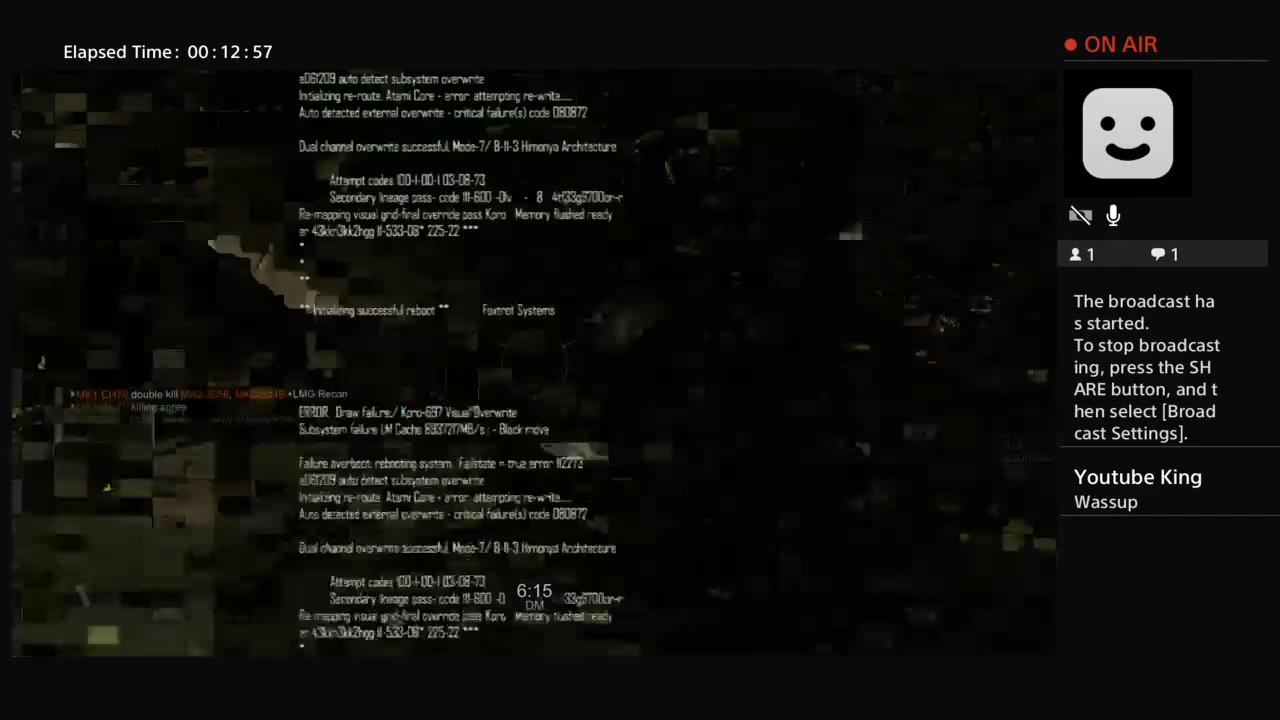 Elapsed Time: 00:12:57
ON AIR
e061209 auto detect subsystem overwrite
Initializing re-route. Atami Core - error: attempting re-write.....
Auto detected external overwrite - critical failure(s) code 080872
Dual channel overwrite successful. Mode-7/ 8-11-3 Himonya Architecture
Attempt codes 100-1-00-1 03-08-73
Secondary lineage pass- code 111-600
Re-mapping visual grid-final override pass Kpro Memory flushed ready
225-22 ***
*
*
**
** Initializing successful reboot ** Foxtrot Systems
double kill +LMG Recon
killing spree
ERROR Draw failure:/ Kpro-697 Visual Overwrite
Subsystem failure LM Cache - Block move
Failure overboot: rebooting system. Failstate = true error 112273
e061209 auto detect subsystem overwrite
Initializing re-route Atami Core - error: attempting re-write.....
Auto detected external overwrite - critical failure(s) code 080872
Dual channel overwrite successful. Mode-7/ 8-11-3 Himonya Architecture
Attempt codes 100-1-00-1 03-08-73
Secondary lineage pass- code 111-600
6:15
DM
Re-mapping visual grid-final override pass Kpro Memory flushed ready
225-22 ***
*
1
1
The broadcast ha
s started.
To stop broadcast
ing, press the SH
ARE button, and t
hen select [Broad
cast Settings].
Youtube King
Wassup